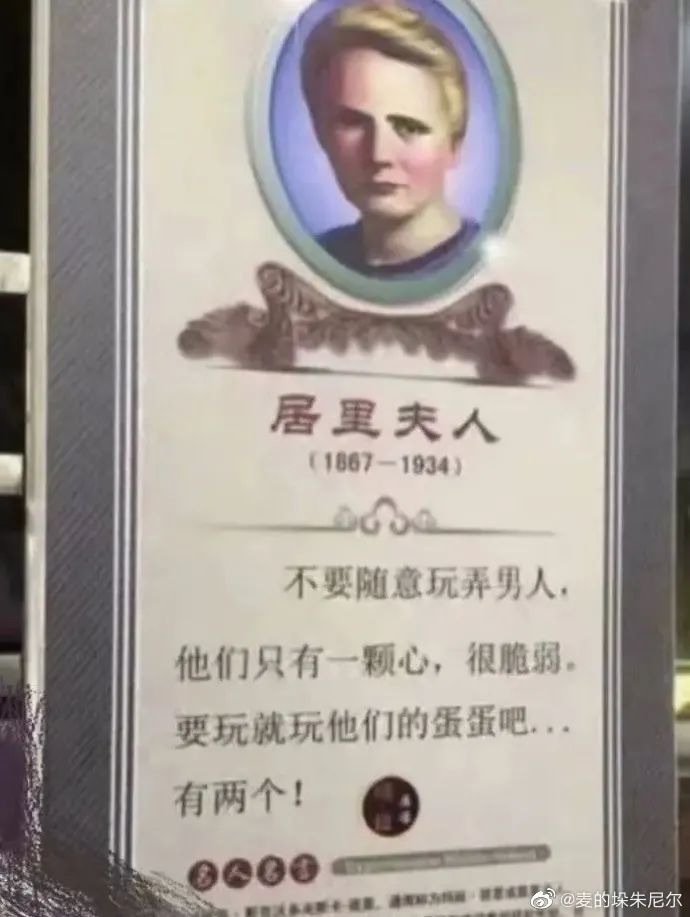 居里夫人
(1867－1934)
不要随意玩弄男人,
他们只有一颗心,很脆弱。
要玩就玩他们的蛋蛋吧...
有两个!
名人名言
@麦的垛朱尼尔